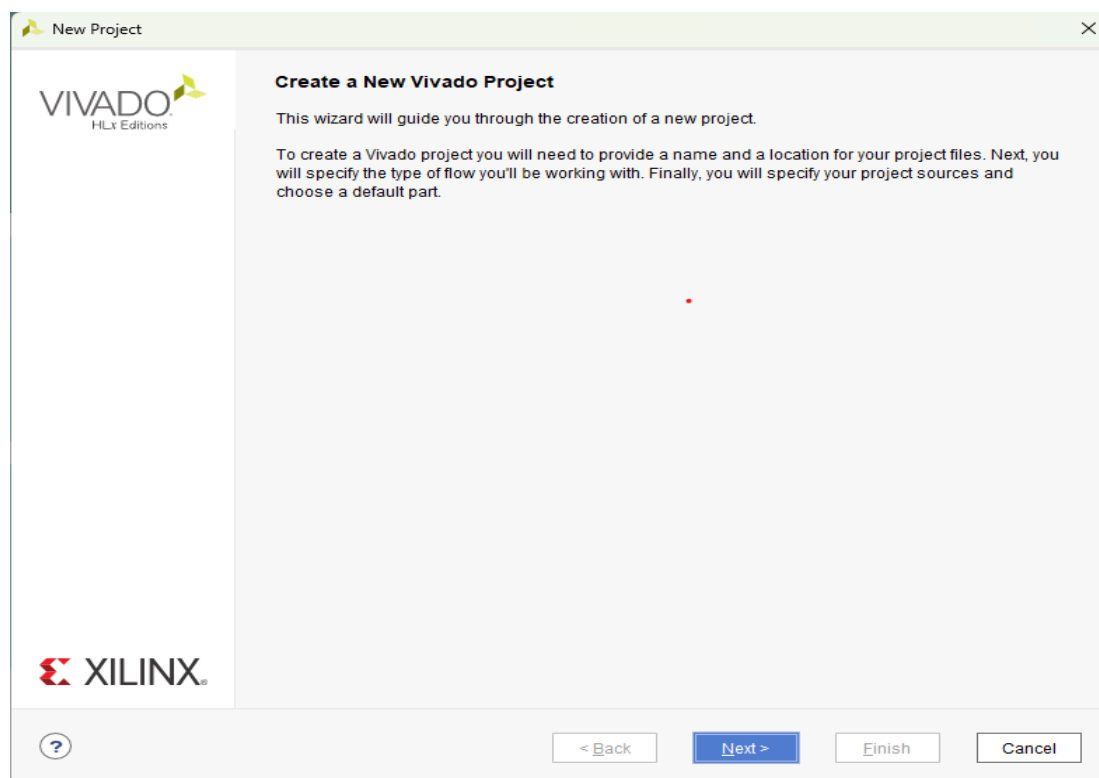 New Project
VIVADO.
HLx Editions
Create a New Vivado Project
This wizard will guide you through the creation of a new project.
To create a Vivado project you will need to provide a name and a location for your project files. Next, you
will specify the type of flow you'll be working with. Finally, you will specify your project sources and
choose a default part.
XILINX
?
< Back
Next >
Finish
Cancel